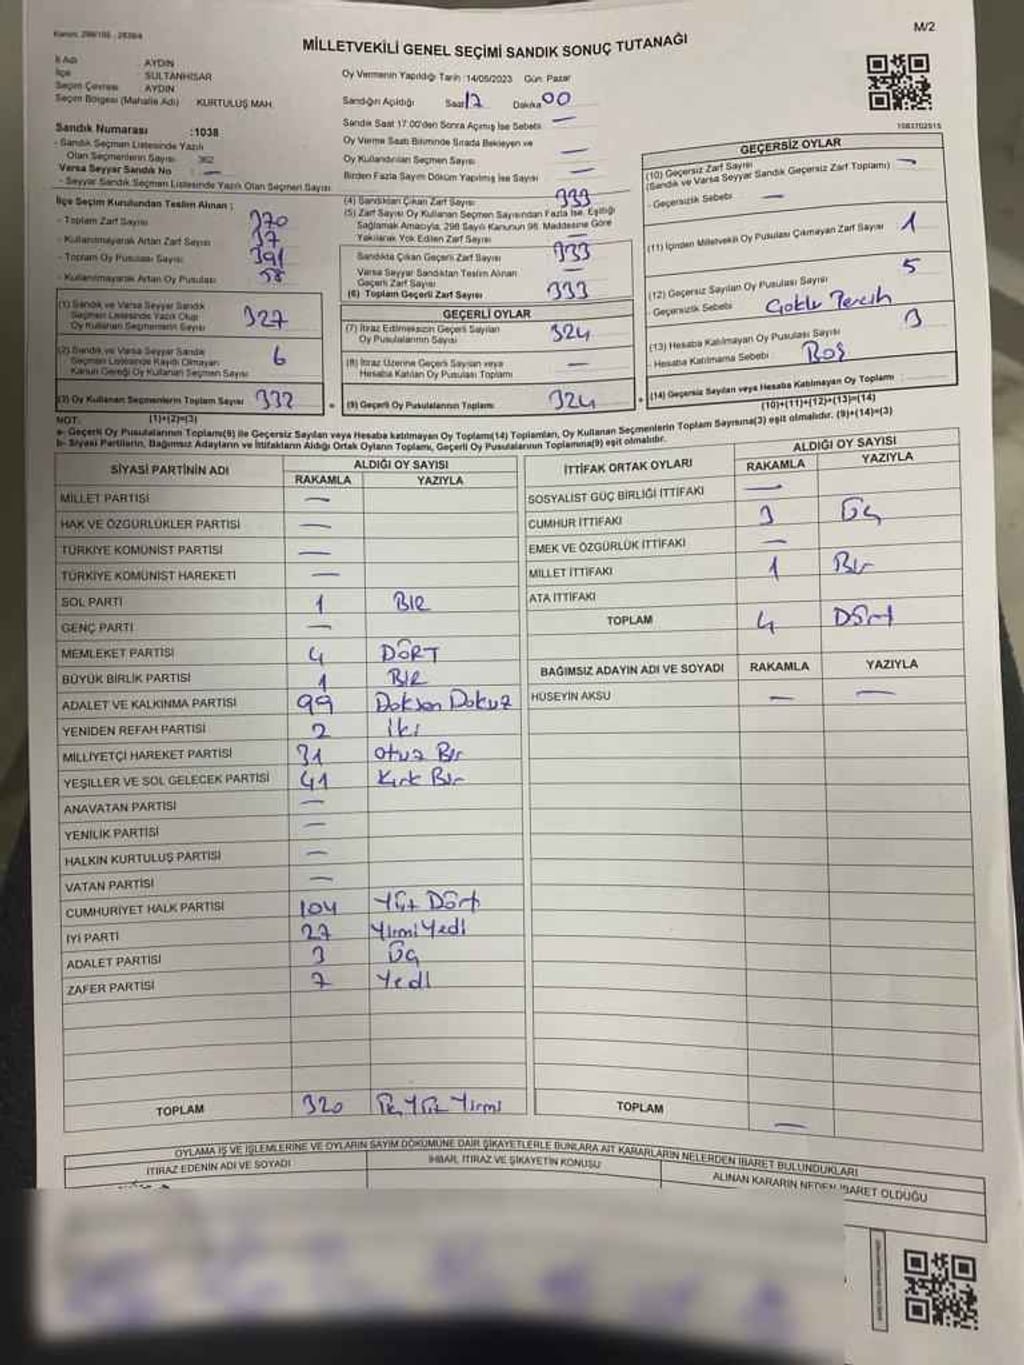 Kanun: 298/105 - 2839/4
M/2
MİLLETVEKİLİ GENEL SEÇİMİ SANDIK SONUÇ TUTANAĞI
İl Adı : AYDIN
İlçe : SULTANHİSAR
Seçim Çevresi : AYDIN
Seçim Bölgesi (Mahalle Adı) KURTULUŞ MAH.
Sandık Numarası :1038
- Sandık Seçmen Listesinde Yazılı
Olan Seçmenlerin Sayısı 362
Varsa Seyyar Sandık No : —
- Seyyar Sandık Seçmen Listesinde Yazılı Olan Seçmen Sayısı
Oy Vermenin Yapıldığı Tarih :14/05/2023 Gün: Pazar
Sandığın Açıldığı Saat 17 Dakika 00
Sandık Saat 17:00'den Sonra Açılmış İse Sebebi —
Oy Verme Saati Bitiminde Sırada Bekleyen ve
Oy Kullandırılan Seçmen Sayısı —
Birden Fazla Sayım Döküm Yapılmış İse Sayısı —
1083702915
İlçe Seçim Kurulundan Teslim Alınan :
- Toplam Zarf Sayısı 370
- Kullanılmayarak Artan Zarf Sayısı 37
- Toplam Oy Pusulası Sayısı 391
- Kullanılmayarak Artan Oy Pusulası 58
(1) Sandık ve Varsa Seyyar Sandık
Seçmen Listesinde Yazılı Olup
Oy Kullanan Seçmenlerin Sayısı 327
(2) Sandık ve Varsa Seyyar Sandık
Seçmen Listesinde Kaydı Olmayan
Kanun Gereği Oy Kullanan Seçmen Sayısı 6
(3) Oy Kullanan Seçmenlerin Toplam Sayısı 332
NOT: (1)+(2)=(3)
(4) Sandıktan Çıkan Zarf Sayısı 333
(5) Zarf Sayısı Oy Kullanan Seçmen Sayısından Fazla İse, Eşitliği
Sağlamak Amacıyla, 298 Sayılı Kanunun 98. Maddesine Göre
Yakılarak Yok Edilen Zarf Sayısı —
Sandıkta Çıkan Geçerli Zarf Sayısı 333
Varsa Seyyar Sandıktan Teslim Alınan
Geçerli Zarf Sayısı —
(6) Toplam Geçerli Zarf Sayısı 333
GEÇERLİ OYLAR
(7) İtiraz Edilmeksizin Geçerli Sayılan
Oy Pusulalarının Sayısı 324
(8) İtiraz Üzerine Geçerli Sayılan veya
Hesaba Katılan Oy Pusulası Toplamı —
(9) Geçerli Oy Pusulalarının Toplamı 324
GEÇERSİZ OYLAR
(10) Geçersiz Zarf Sayısı —
(Sandık ve Varsa Seyyar Sandık Geçersiz Zarf Toplamı)
- Geçersizlik Sebebi —
(11) İçinden Milletvekili Oy Pusulası Çıkmayan Zarf Sayısı 1
(12) Geçersiz Sayılan Oy Pusulası Sayısı 5
- Geçersizlik Sebebi Çoklu Tercih
(13) Hesaba Katılmayan Oy Pusulası Sayısı 3
- Hesaba Katılmama Sebebi Boş
(14) Geçersiz Sayılan veya Hesaba Katılmayan Oy Toplamı
(10)+(11)+(12)+(13)=(14)
a- Geçerli Oy Pusulalarının Toplamı(9) ile Geçersiz Sayılan veya Hesaba katılmayan Oy Toplamı(14) Toplamları, Oy Kullanan Seçmenlerin Toplam Sayısına(3) eşit olmalıdır. (9)+(14)=(3)
b- Siyasi Partilerin, Bağımsız Adayların ve İttifakların Aldığı Ortak Oyların Toplamı, Geçerli Oy Pusulalarının Toplamına(9) eşit olmalıdır.
SİYASİ PARTİNİN ADI
ALDIĞI OY SAYISI
RAKAMLA YAZIYLA
MİLLET PARTİSİ —
HAK VE ÖZGÜRLÜKLER PARTİSİ —
TÜRKİYE KOMÜNİST PARTİSİ —
TÜRKİYE KOMÜNİST HAREKETİ —
SOL PARTİ 1 BİR
GENÇ PARTİ —
MEMLEKET PARTİSİ 4 DÖRT
BÜYÜK BİRLİK PARTİSİ 1 BİR
ADALET VE KALKINMA PARTİSİ 99 Doksan Dokuz
YENİDEN REFAH PARTİSİ 2 iki
MİLLİYETÇİ HAREKET PARTİSİ 31 otuz Bir
YEŞİLLER VE SOL GELECEK PARTİSİ 41 Kırk Bir
ANAVATAN PARTİSİ —
YENİLİK PARTİSİ —
HALKIN KURTULUŞ PARTİSİ —
VATAN PARTİSİ —
CUMHURİYET HALK PARTİSİ 104 Yüz Dört
İYİ PARTİ 27 Yirmi Yedi
ADALET PARTİSİ 3 Üç
ZAFER PARTİSİ 7 Yedi
TOPLAM 320 Üç Yüz Yirmi
İTTİFAK ORTAK OYLARI
ALDIĞI OY SAYISI
RAKAMLA YAZIYLA
SOSYALİST GÜÇ BİRLİĞİ İTTİFAKI —
CUMHUR İTTİFAKI 3 Üç
EMEK VE ÖZGÜRLÜK İTTİFAKI —
MİLLET İTTİFAKI 1 Bir
ATA İTTİFAKI
TOPLAM 4 Dört
BAĞIMSIZ ADAYIN ADI VE SOYADI RAKAMLA YAZIYLA
HÜSEYİN AKSU — —
TOPLAM —
OYLAMA İŞ VE İŞLEMLERİNE VE OYLARIN SAYIM DÖKÜMÜNE DAİR ŞİKAYETLERLE BUNLARA AİT KARARLARIN NELERDEN İBARET BULUNDUKLARI
İTİRAZ EDENİN ADI VE SOYADI İHBAR, İTİRAZ VE ŞİKAYETİN KONUSU ALINAN KARARIN NEDEN İBARET OLDUĞU